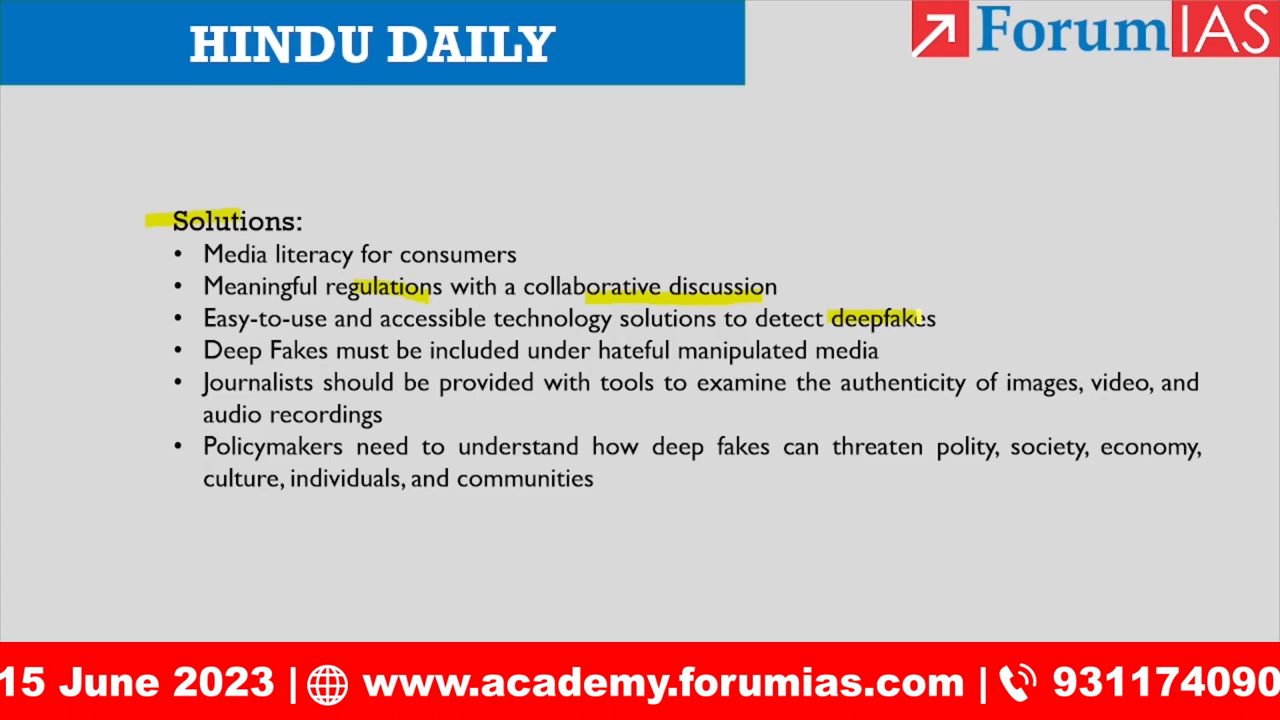 HINDU DAILY
ForumIAS
Solutions:
• Media literacy for consumers
• Meaningful regulations with a collaborative discussion
• Easy-to-use and accessible technology solutions to detect deepfakes
• Deep Fakes must be included under hateful manipulated media
• Journalists should be provided with tools to examine the authenticity of images, video, and
audio recordings
• Policymakers need to understand how deep fakes can threaten polity, society, economy,
culture, individuals, and communities
15 June 2023 | www.academy.forumias.com | 931174090